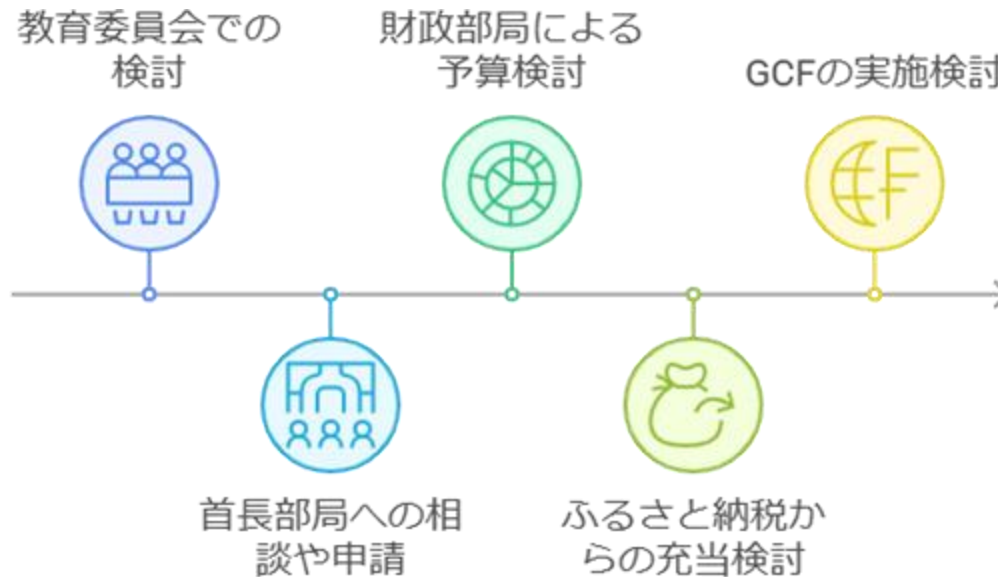 教育委員会での
検討
首長部局への相
談や申請
財政部局による
予算検討
ふるさと納税か
らの充当検討
GCFの実施検討